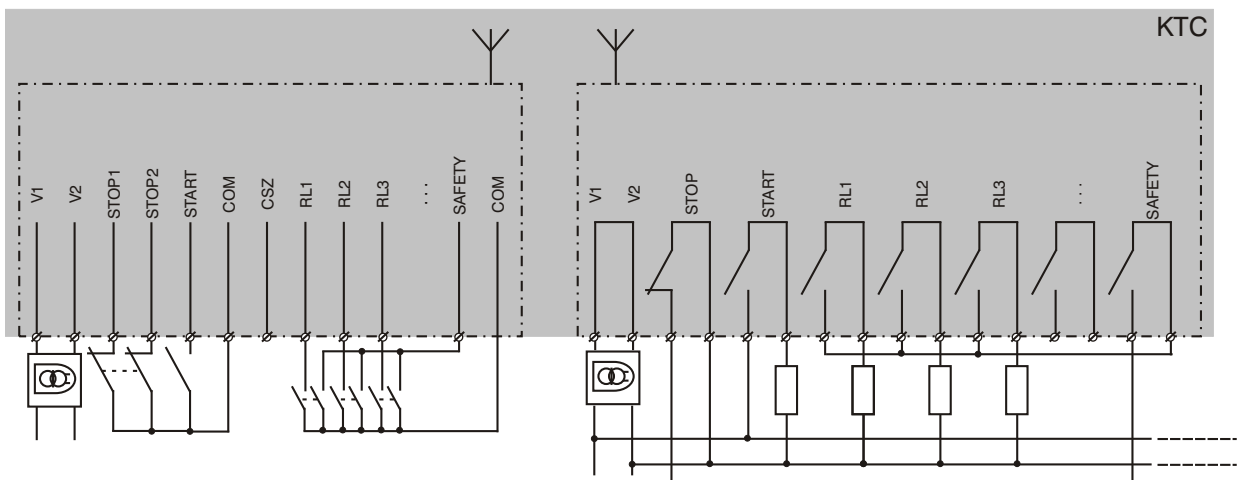 KTC
V1
V2
STOP1
STOP2
START
COM
CSZ
RL1
RL2
RL3
...
SAFETY
COM
V1
V2
STOP
START
RL1
RL2
RL3
...
SAFETY